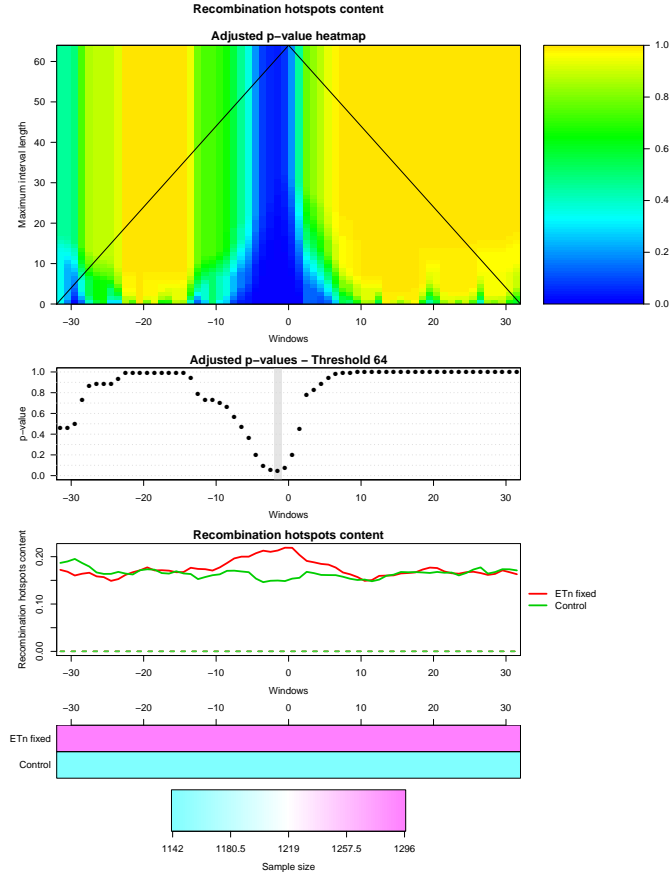 Recombination hotspots content
Adjusted p-value heatmap
Maximum interval length
0 10 20 30 40 50 60
−30 −20 −10 0 10 20 30
Windows
0.0 0.2 0.4 0.6 0.8 1.0
Adjusted p-values − Threshold 64
p-value
0.0 0.2 0.4 0.6 0.8 1.0
−30 −20 −10 0 10 20 30
Windows
Recombination hotspots content
Recombination hotspots content
0.00 0.10 0.20
−30 −20 −10 0 10 20 30
Windows
ETn fixed
Control
−30 −20 −10 0 10 20 30
ETn fixed
Control
1142 1180.5 1219 1257.5 1296
Sample size